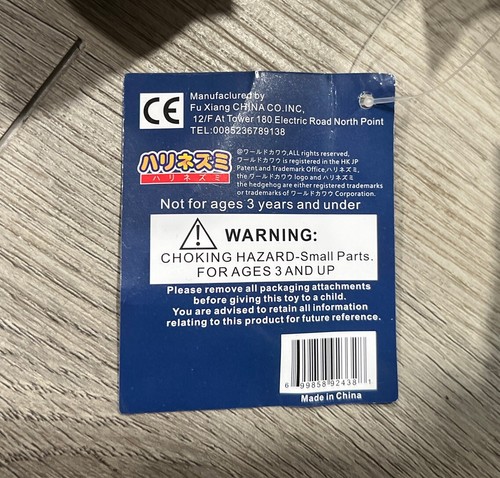 CE
Manufactured by
Fu Xiang CHINA CO.INC,
12/F At Tower 180 Electric Road North Point
TEL:0085236789138
ハリネズミ
ハリネズミ
@ワールドカワウ,ALL rights reserved,
ワールドカワウ is registered in the HK JP
Patent.and Trademark Office,ハリネズミ,
the.ワールドカワウ logo and ハリネズミ
the hedgehog are either registered trademarks
or trademarks of ワールドカワウ Corporation.
Not for ages 3 years and under
WARNING:
CHOKING HAZARD-Small Parts.
FOR AGES 3 AND UP
Please remove all packaging attachments
before giving this toy to a child.
You are advised to retain all information
relating to this product for future reference.
6 99858 92438 1
Made in China